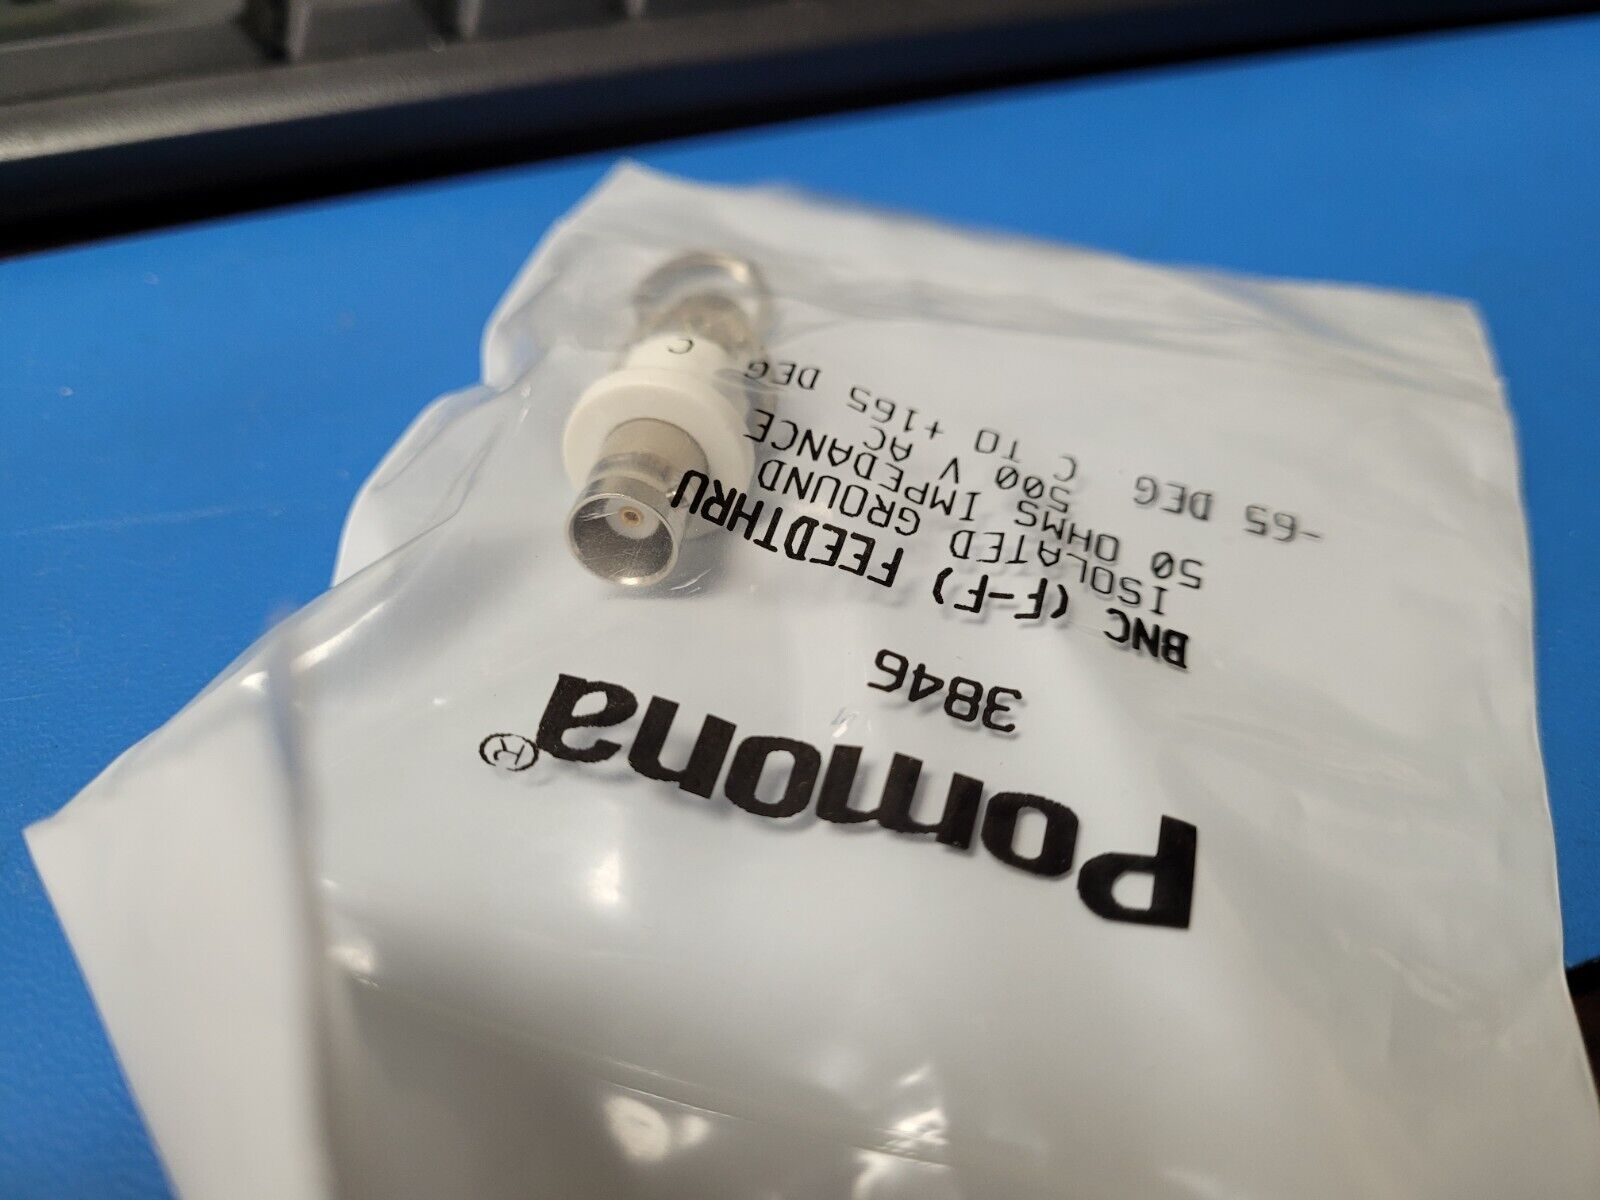 Pomona®
3846
BNC (F-F) FEEDTHRU
ISOLATED GROUND
50 OHMS IMPEDANCE
500 V AC
-65 DEG C TO +165 DEG C